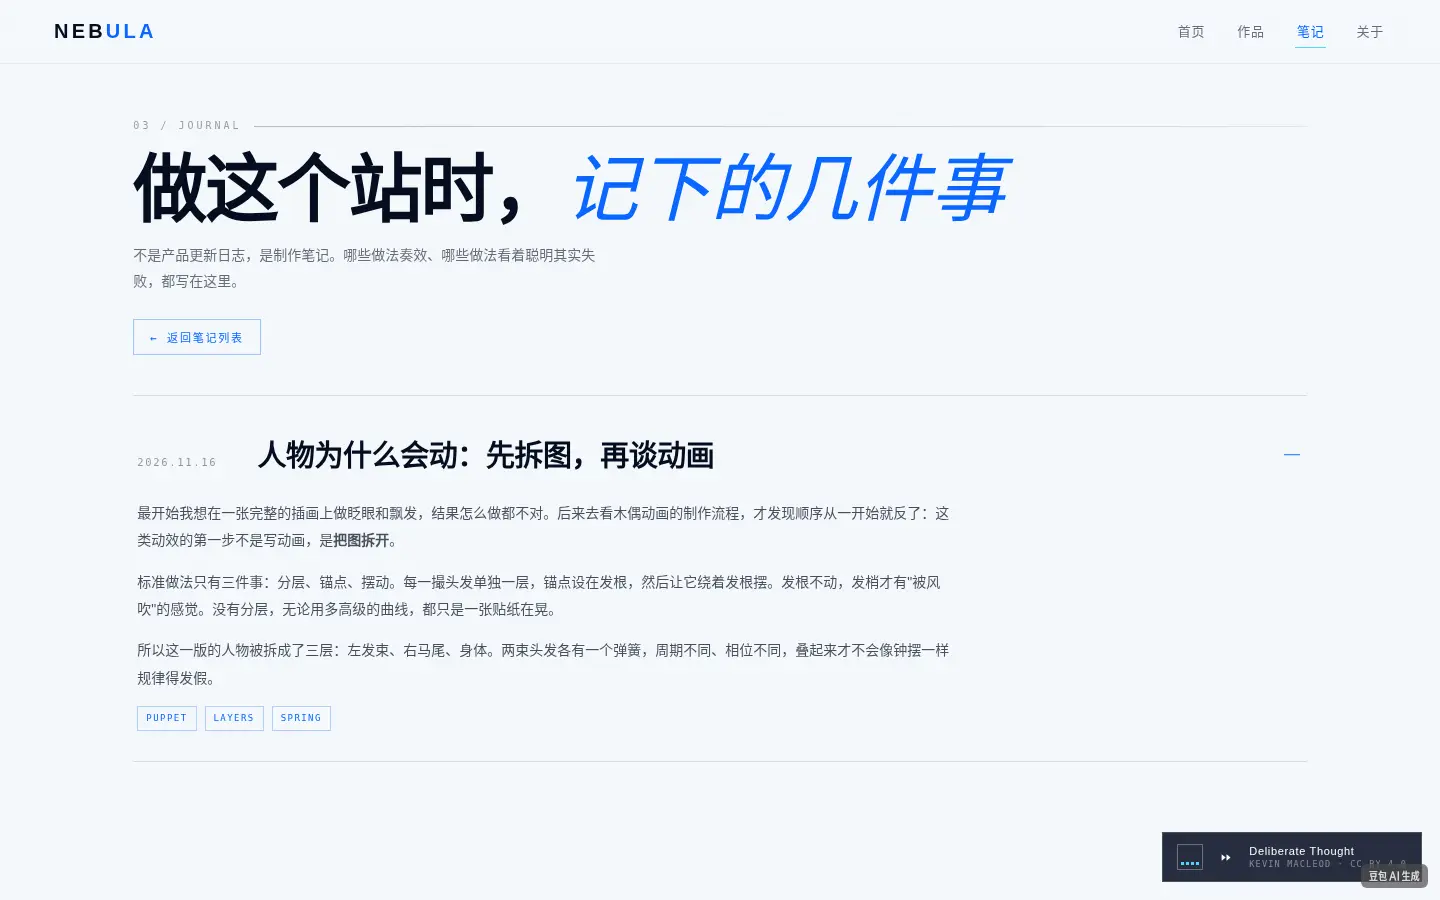 NEBULA
首页 作品 笔记 关于
03 / JOURNAL
做这个站时，记下的几件事
不是产品更新日志，是制作笔记。哪些做法奏效、哪些做法看着聪明其实失
败，都写在这里。
← 返回笔记列表
2026.11.16 人物为什么会动：先拆图，再谈动画
最开始我想在一张完整的插画上做眨眼和飘发，结果怎么做都不对。后来去看木偶动画的制作流程，才发现顺序从一开始就反了：这
类动效的第一步不是写动画，是把图拆开。
标准做法只有三件事：分层、锚点、摆动。每一撮头发单独一层，锚点设在发根，然后让它绕着发根摆。发根不动，发梢才有"被风
吹"的感觉。没有分层，无论用多高级的曲线，都只是一张贴纸在晃。
所以这一版的人物被拆成了三层：左发束、右马尾、身体。两束头发各有一个弹簧，周期不同、相位不同，叠起来才不会像钟摆一样
规律得发假。
PUPPET LAYERS SPRING
Deliberate Thought
KEVIN MACLEOD · CC BY 4.0
豆包AI生成